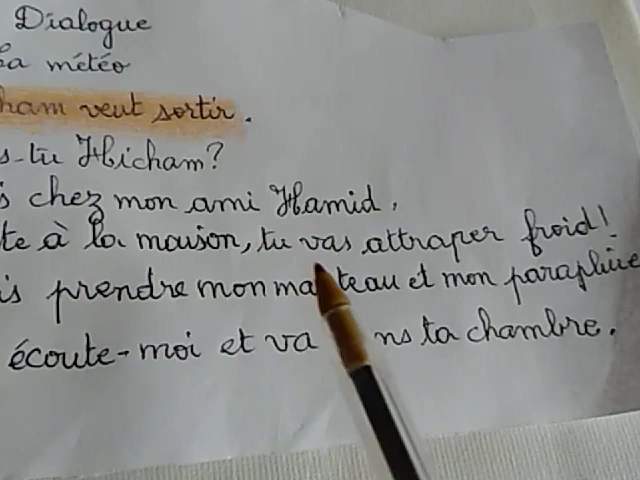 Dialogue
La météo
ham veut sortir.
s-tu Hicham?
s chez mon ami Hamid.
te à la maison, tu vas attraper froid!
is prendre mon ma teau et mon parapluie
écoute-moi et va ns ta chambre.